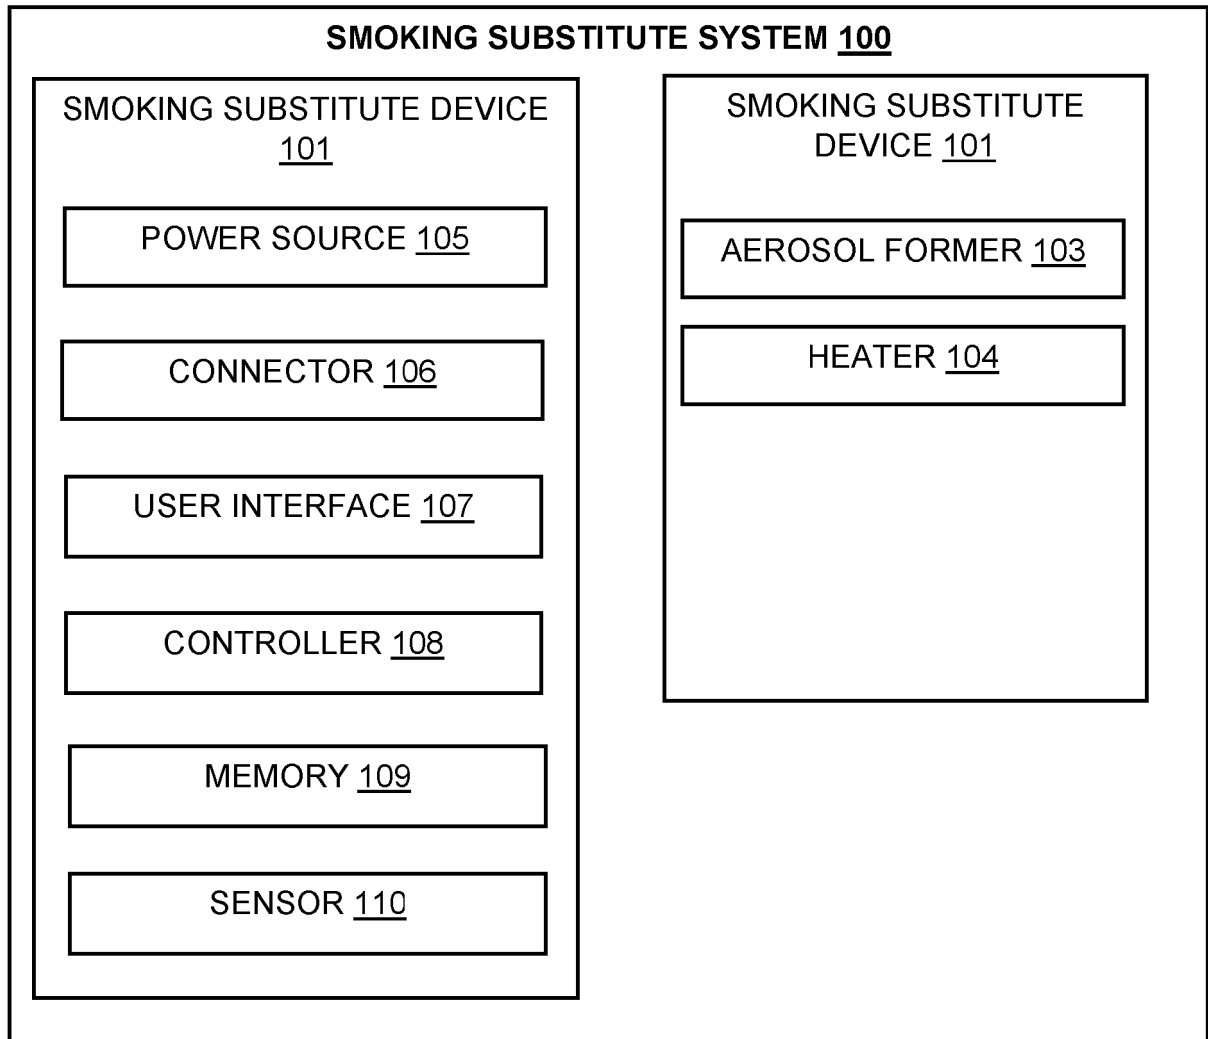 SMOKING SUBSTITUTE SYSTEM 100
SMOKING SUBSTITUTE DEVICE
101
POWER SOURCE 105
CONNECTOR 106
USER INTERFACE 107
CONTROLLER 108
MEMORY 109
SENSOR 110
SMOKING SUBSTITUTE
DEVICE 101
AEROSOL FORMER 103
HEATER 104